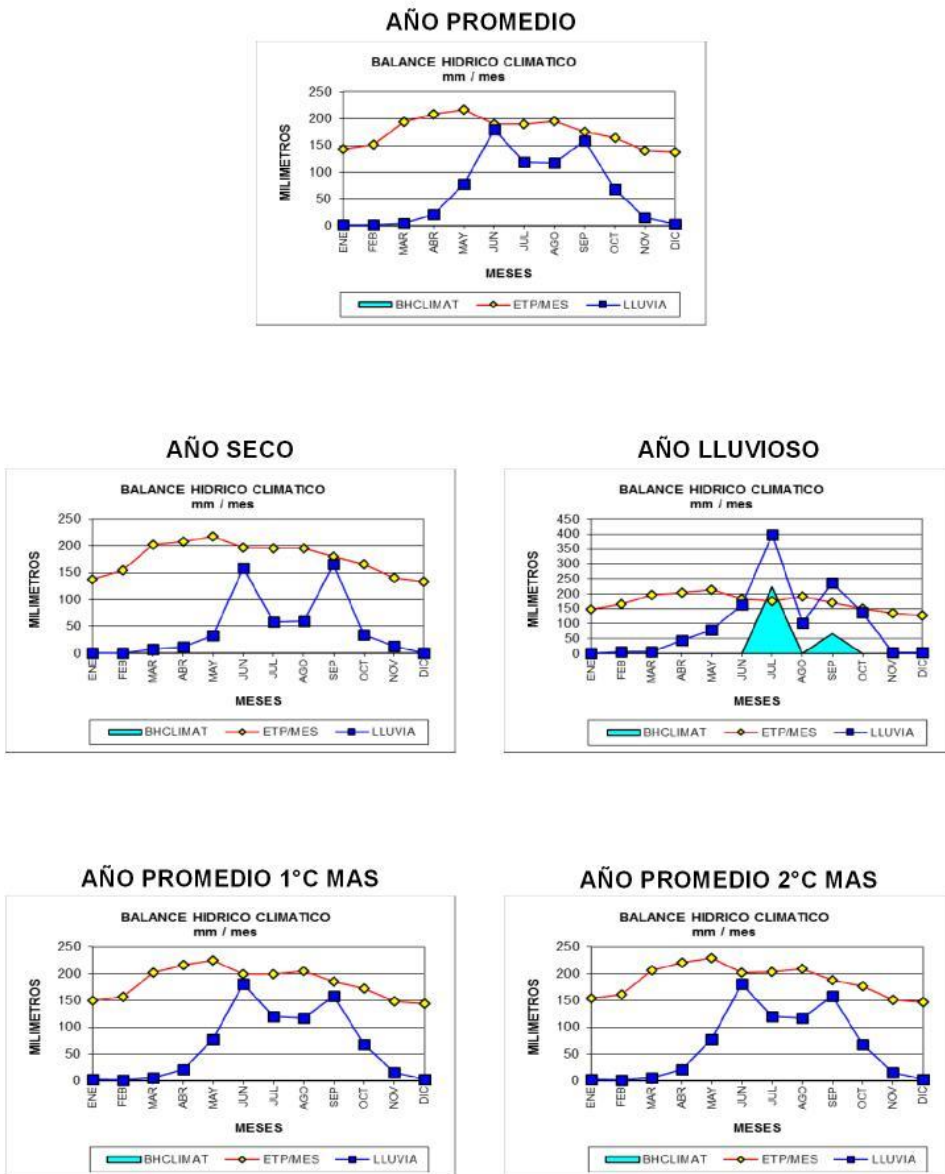 AÑO PROMEDIO
BALANCE HIDRICO CLIMATICO
mm / mes
MILIMETROS
250
200
150
100
50
0
ENE FEB MAR ABR MAY JUN JUL AGO SEP OCT NOV DIC
MESES
BHCLIMAT ETP/MES LLUVIA
AÑO SECO
BALANCE HIDRICO CLIMATICO
mm / mes
MILIMETROS
250
200
150
100
50
0
ENE FEB MAR ABR MAY JUN JUL AGO SEP OCT NOV DIC
MESES
BHCLIMAT ETP/MES LLUVIA
AÑO LLUVIOSO
BALANCE HIDRICO CLIMATICO
mm / mes
MILIMETROS
450
400
350
300
250
200
150
100
50
0
ENE FEB MAR ABR MAY JUN JUL AGO SEP OCT NOV DIC
MESES
BHCLIMAT ETP/MES LLUVIA
AÑO PROMEDIO 1°C MAS
BALANCE HIDRICO CLIMATICO
mm / mes
MILIMETROS
250
200
150
100
50
0
ENE FEB MAR ABR MAY JUN JUL AGO SEP OCT NOV DIC
MESES
BHCLIMAT ETP/MES LLUVIA
AÑO PROMEDIO 2°C MAS
BALANCE HIDRICO CLIMATICO
mm / mes
MILIMETROS
250
200
150
100
50
0
ENE FEB MAR ABR MAY JUN JUL AGO SEP OCT NOV DIC
MESES
BHCLIMAT ETP/MES LLUVIA